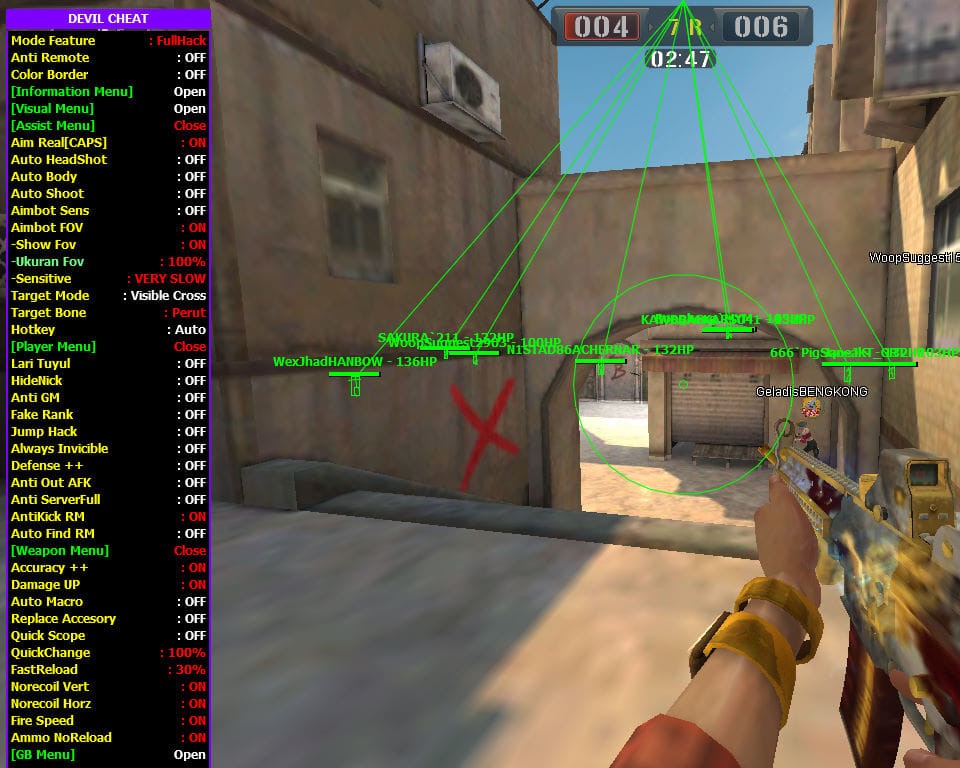 DEVIL CHEAT
Mode Feature : FullHack
Anti Remote : OFF
Color Border : OFF
[Information Menu] Open
[Visual Menu] Open
[Assist Menu] Close
Aim Real[CAPS] : ON
Auto HeadShot : OFF
Auto Body : OFF
Auto Shoot : OFF
Aimbot Sens : OFF
Aimbot FOV : ON
-Show Fov : ON
-Ukuran Fov : 100%
-Sensitive : VERY SLOW
Target Mode : Visible Cross
Target Bone : Perut
Hotkey : Auto
[Player Menu] Close
Lari Tuyul : OFF
HideNick : OFF
Anti GM : OFF
Fake Rank : OFF
Jump Hack : OFF
Always Invicible : OFF
Defense ++ : OFF
Anti Out AFK : OFF
Anti ServerFull : OFF
AntiKick RM : ON
Auto Find RM : OFF
[Weapon Menu] Close
Accuracy ++ : ON
Damage UP : ON
Auto Macro : OFF
Replace Accesory : OFF
Quick Scope : OFF
QuickChange : 100%
FastReload : 30%
Norecoil Vert : ON
Norecoil Horz : ON
Fire Speed : ON
Ammo NoReload : ON
[GB Menu] Open
004 7 R 006
02:47
WoopSuggest
SAKURA`211 - 122HP
WoopSuggest2905 - 100HP
N1STAD86ACHERNAR - 132HP
WexJhadHANBOW - 136HP
GeladisBENGKONG